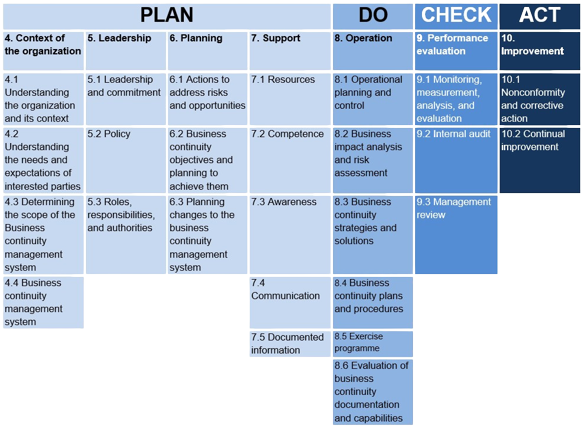 PLAN
DO
CHECK
ACT
4. Context of
the organization
5. Leadership
6. Planning
7. Support
8. Operation
9. Performance
evaluation
10.
Improvement
4.1
Understanding
the organization
and its context
5.1 Leadership
and commitment
6.1 Actions to
address risks
and opportunities
7.1 Resources
8.1 Operational
planning and
control
9.1 Monitoring,
measurement,
analysis, and
evaluation
10.1
Nonconformity
and corrective
action
4.2
Understanding
the needs and
expectations of
interested parties
5.2 Policy
6.2 Business
continuity
objectives and
planning to
achieve them
7.2 Competence
8.2 Business
impact analysis
and risk
assessment
9.2 Internal audit
10.2 Continual
improvement
4.3 Determining
the scope of the
Business
continuity
management
system
5.3 Roles,
responsibilities,
and authorities
6.3 Planning
changes to the
business
continuity
management
system
7.3 Awareness
8.3 Business
continuity
strategies and
solutions
9.3 Management
review
4.4 Business
continuity
management
system
7.4
Communication
8.4 Business
continuity plans
and procedures
7.5 Documented
information
8.5 Exercise
programme
8.6 Evaluation of
business
continuity
documentation
and capabilities